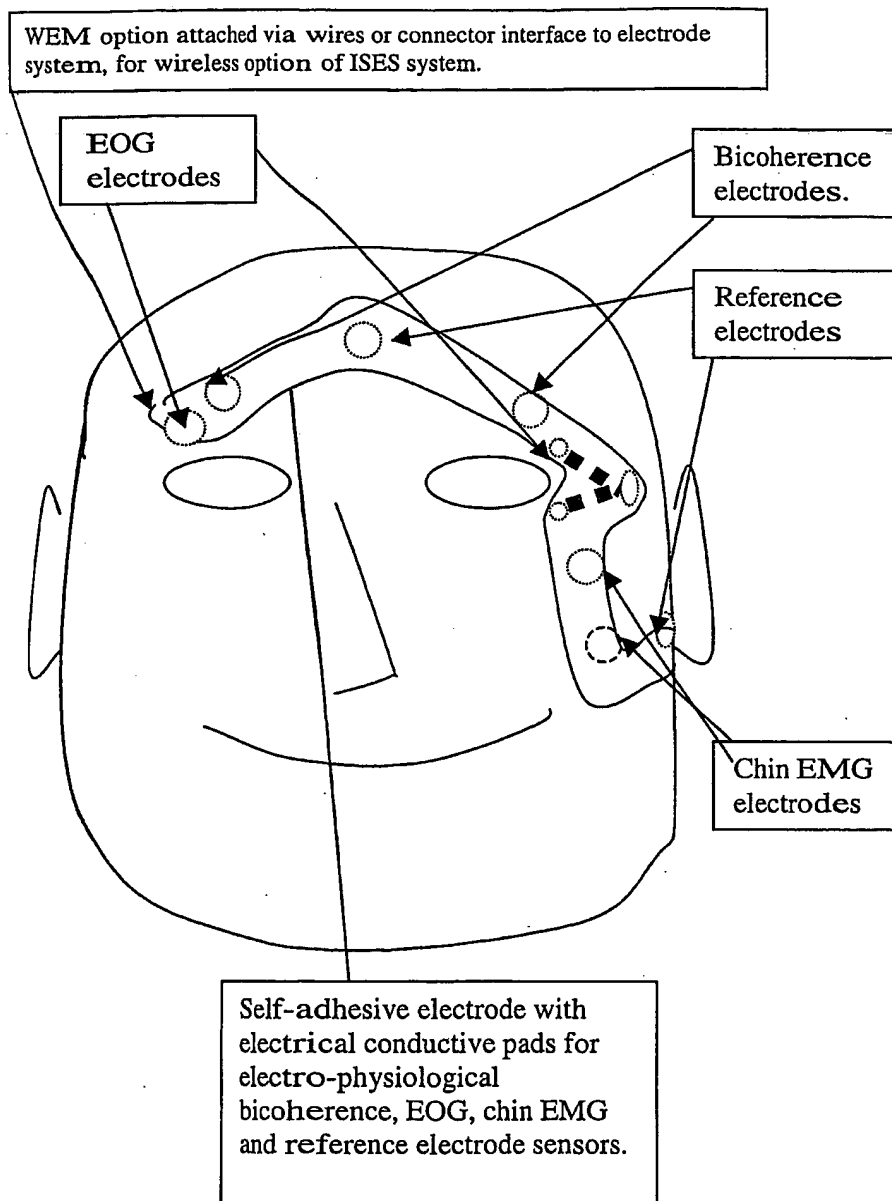 WEM option attached via wires or connector interface to electrode
system, for wireless option of ISES system.
EOG
electrodes
Bicoherence
electrodes.
Reference
electrodes
Chin EMG
electrodes
Self-adhesive electrode with
electrical conductive pads for
electro-physiological
bicoherence, EOG, chin EMG
and reference electrode sensors.